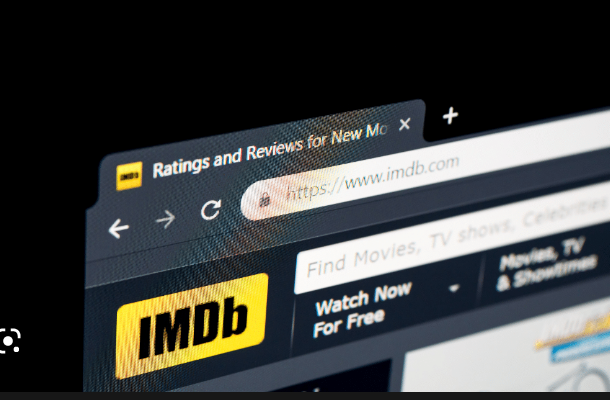 IMDb
Ratings and Reviews for New Mo
https://www.imdb.com
Find Movies, TV shows, Celebrities
IMDb
Watch Now
For Free
Movies, TV
& Showtimes